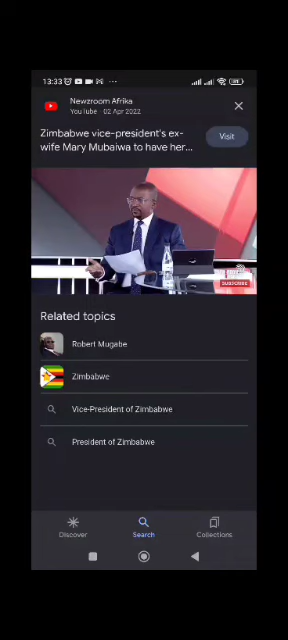 13:33
Newzroom Afrika
YouTube · 02 Apr 2022
Zimbabwe vice-president's ex-
wife Mary Mubaiwa to have her...
Visit
SUBSCRIBE
Related topics
Robert Mugabe
Zimbabwe
Vice-President of Zimbabwe
President of Zimbabwe
Discover
Search
Collections